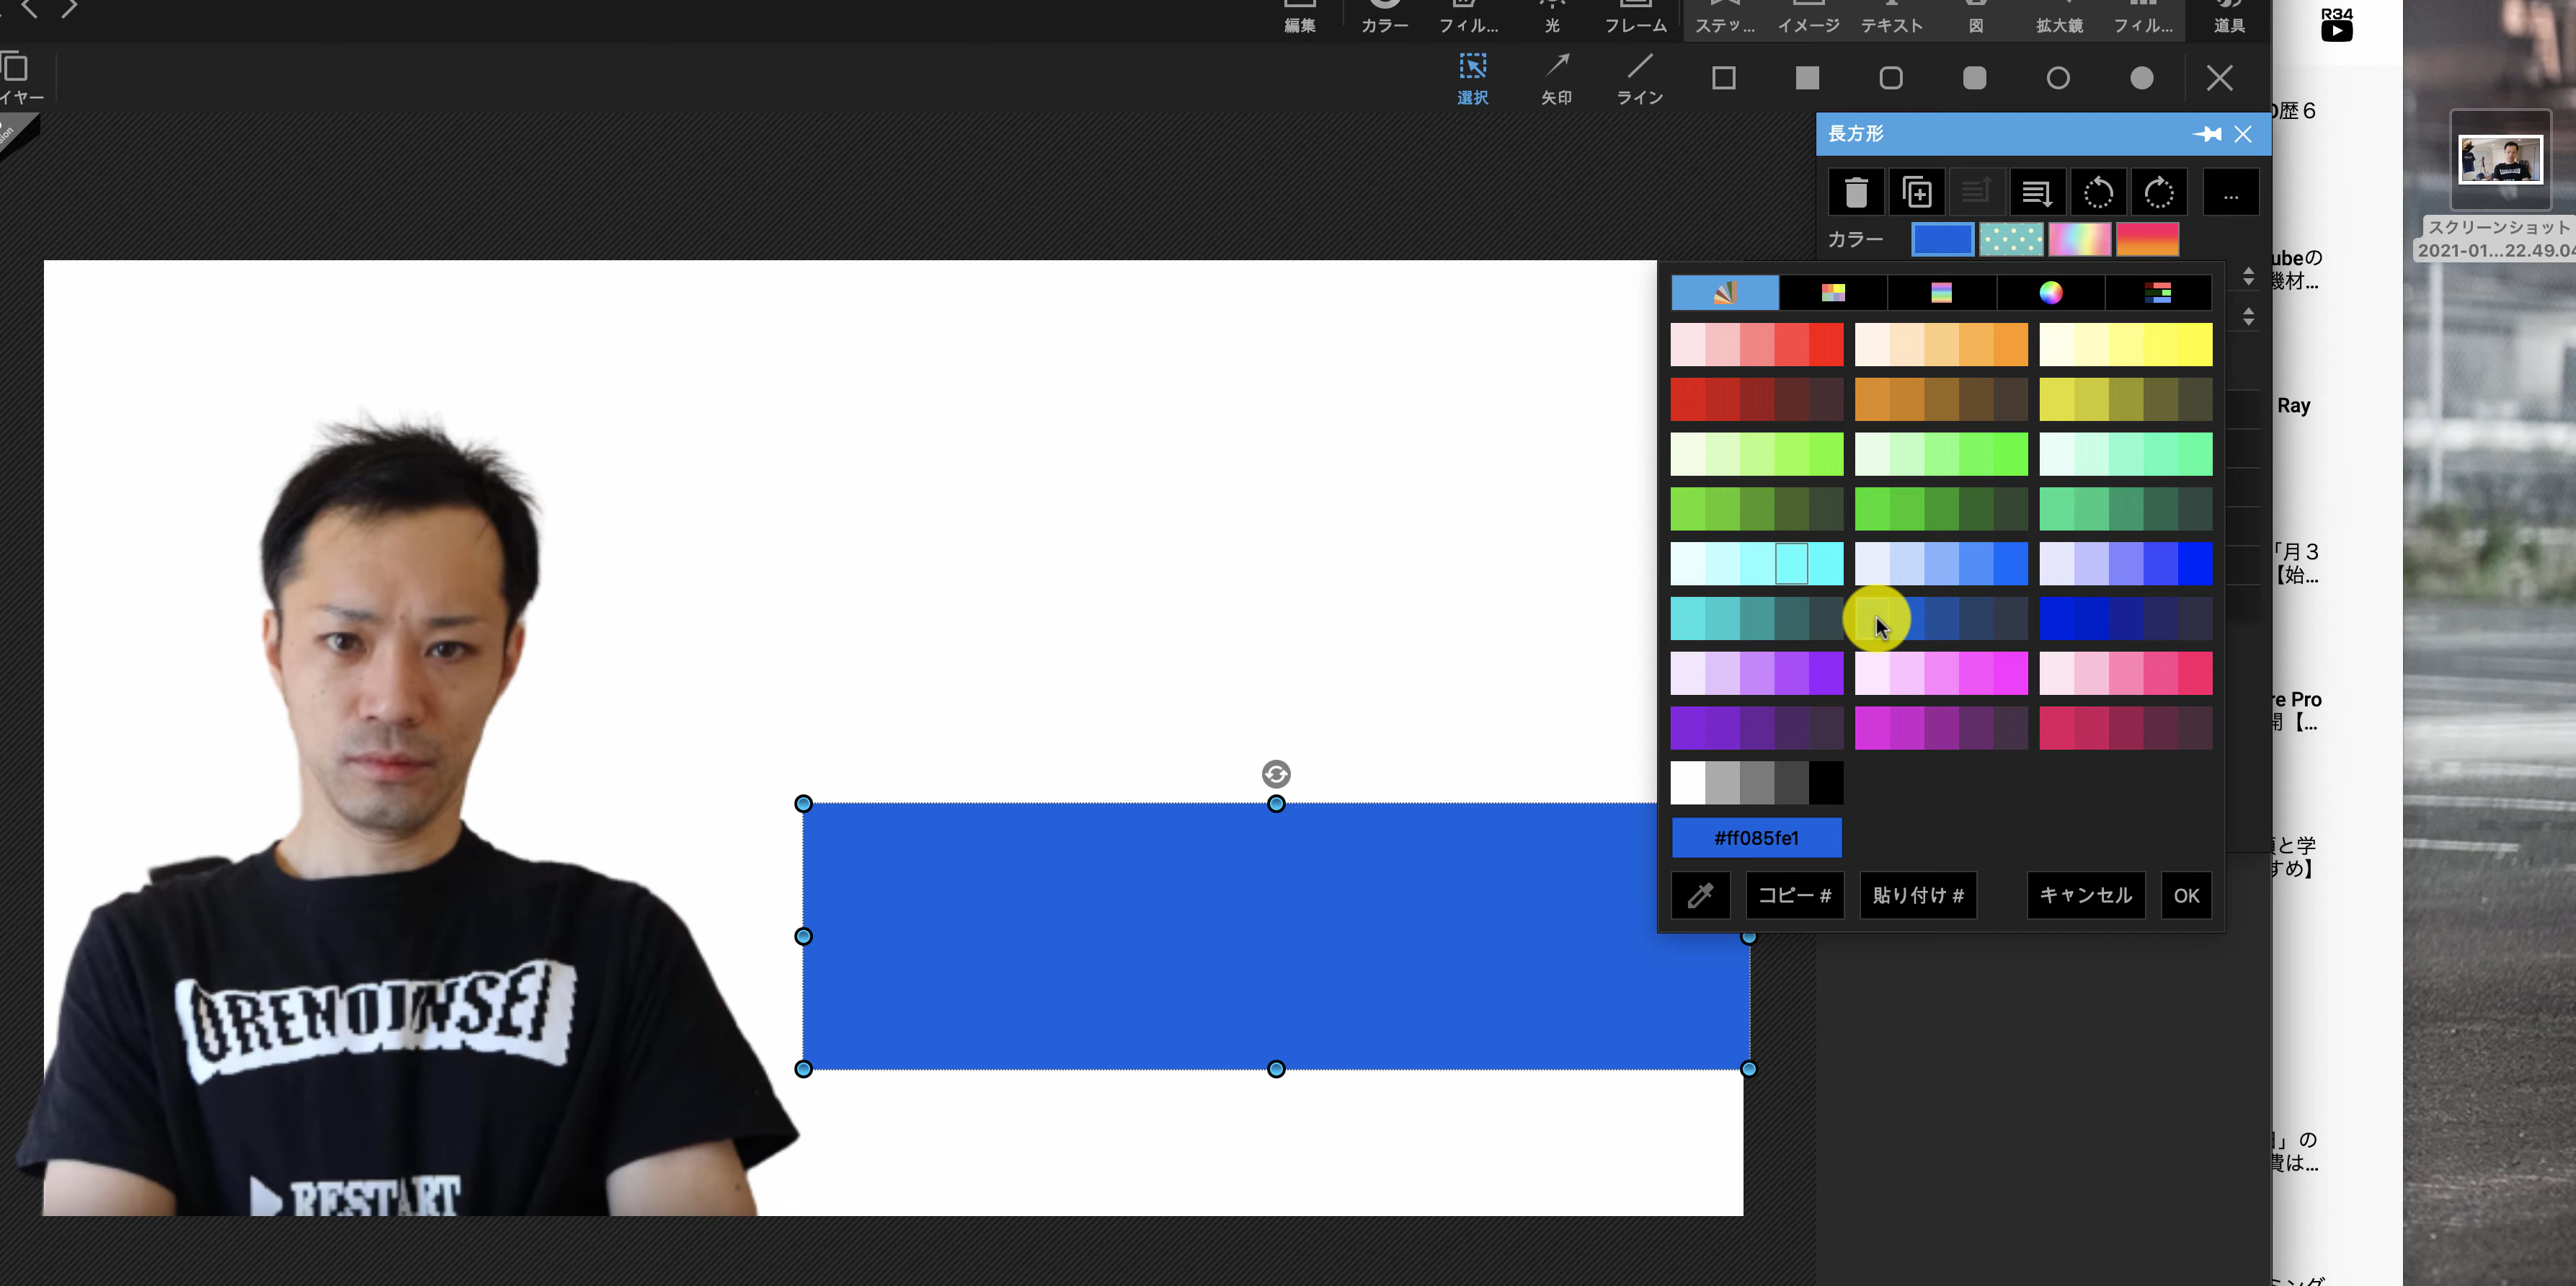 編集 カラー フィル... 光 フレーム ステッ... イメージ テキスト 図 拡大鏡 フィル... 道具
R34
イヤー 選択 矢印 ライン
歴6
長方形
...
スクリーンショット
2021-01...22.49.04
カラー
ubeの
機材...
Ray
「月3
【始...
re Pro
開【...
#ff085fe1
と学
すめ】
コピー # 貼り付け # キャンセル OK
ORENOJINSEI
」の
費は...
RESTART
ミング